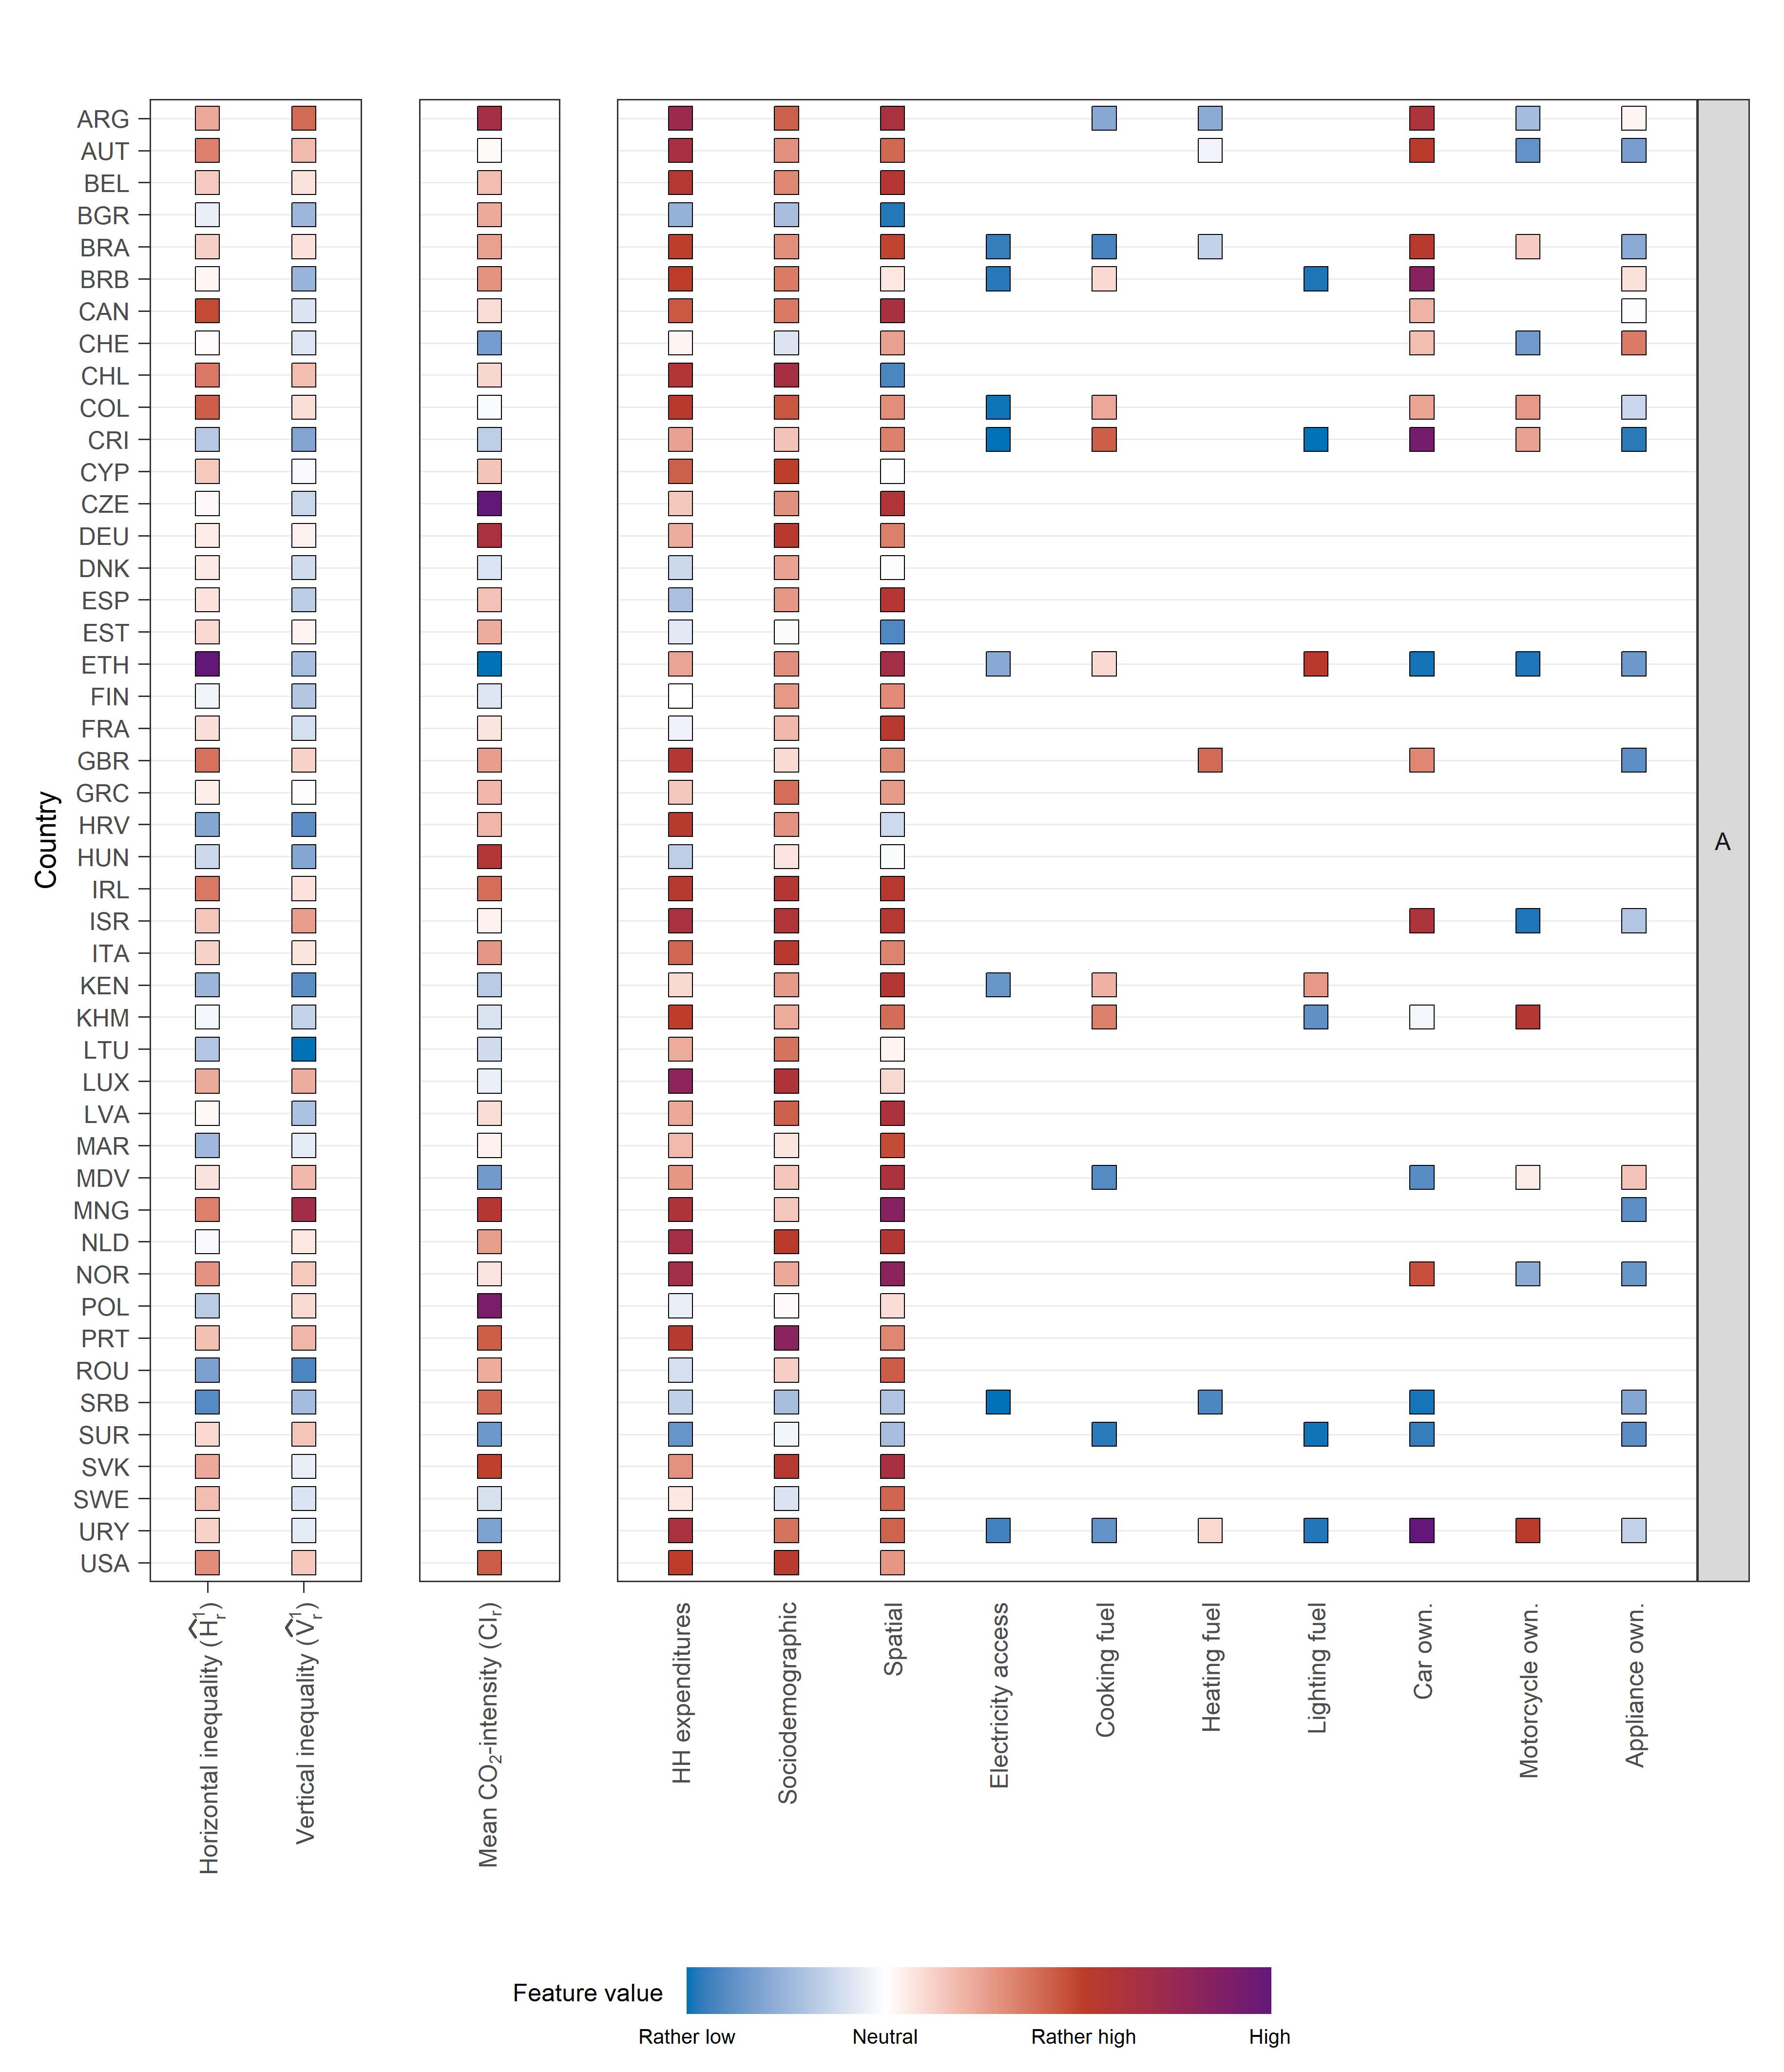 Country
ARG
AUT
BEL
BGR
BRA
BRB
CAN
CHE
CHL
COL
CRI
CYP
CZE
DEU
DNK
ESP
EST
ETH
FIN
FRA
GBR
GRC
HRV
HUN
IRL
ISR
ITA
KEN
KHM
LTU
LUX
LVA
MAR
MDV
MNG
NLD
NOR
POL
PRT
ROU
SRB
SUR
SVK
SWE
URY
USA
A
Horizontal inequality (Ĥ¹ᵣ)
Vertical inequality (V̂¹ᵣ)
Mean CO₂-intensity (CIᵣ)
HH expenditures
Sociodemographic
Spatial
Electricity access
Cooking fuel
Heating fuel
Lighting fuel
Car own.
Motorcycle own.
Appliance own.
Feature value
Rather low Neutral Rather high High